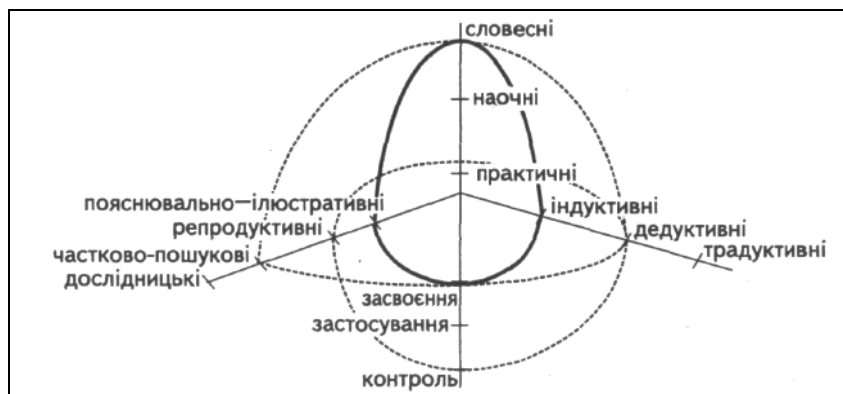 словесні
наочні
практичні
пояснювально—ілюстративні
репродуктивні
частково-пошукові
дослідницькі
індуктивні
дедуктивні
традуктивні
засвоєння
застосування
контроль